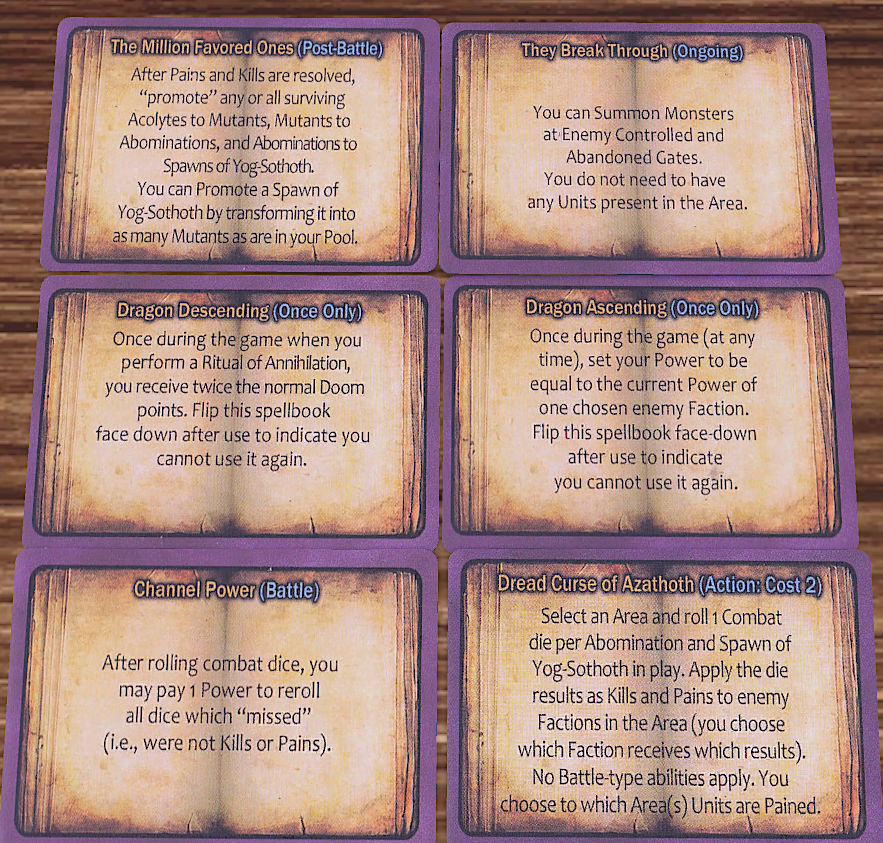 The Million Favored Ones (Post-Battle)
After Pains and Kills are resolved,
“promote” any or all surviving
Acolytes to Mutants, Mutants to
Abominations, and Abominations to
Spawns of Yog-Sothoth.
You can Promote a Spawn of
Yog-Sothoth by transforming it into
as many Mutants as are in your Pool.
They Break Through (Ongoing)
You can Summon Monsters
at Enemy Controlled and
Abandoned Gates.
You do not need to have
any Units present in the Area.
Dragon Descending (Once Only)
Once during the game when you
perform a Ritual of Annihilation,
you receive twice the normal Doom
points. Flip this spellbook
face down after use to indicate you
cannot use it again.
Dragon Ascending (Once Only)
Once during the game (at any
time), set your Power to be
equal to the current Power of
one chosen enemy Faction.
Flip this spellbook face-down
after use to indicate
you cannot use it again.
Channel Power (Battle)
After rolling combat dice, you
may pay 1 Power to reroll
all dice which “missed”
(i.e., were not Kills or Pains).
Dread Curse of Azathoth (Action: Cost 2)
Select an Area and roll 1 Combat
die per Abomination and Spawn of
Yog-Sothoth in play. Apply the die
results as Kills and Pains to enemy
Factions in the Area (you choose
which Faction receives which results).
No Battle-type abilities apply. You
choose to which Area(s) Units are Pained.